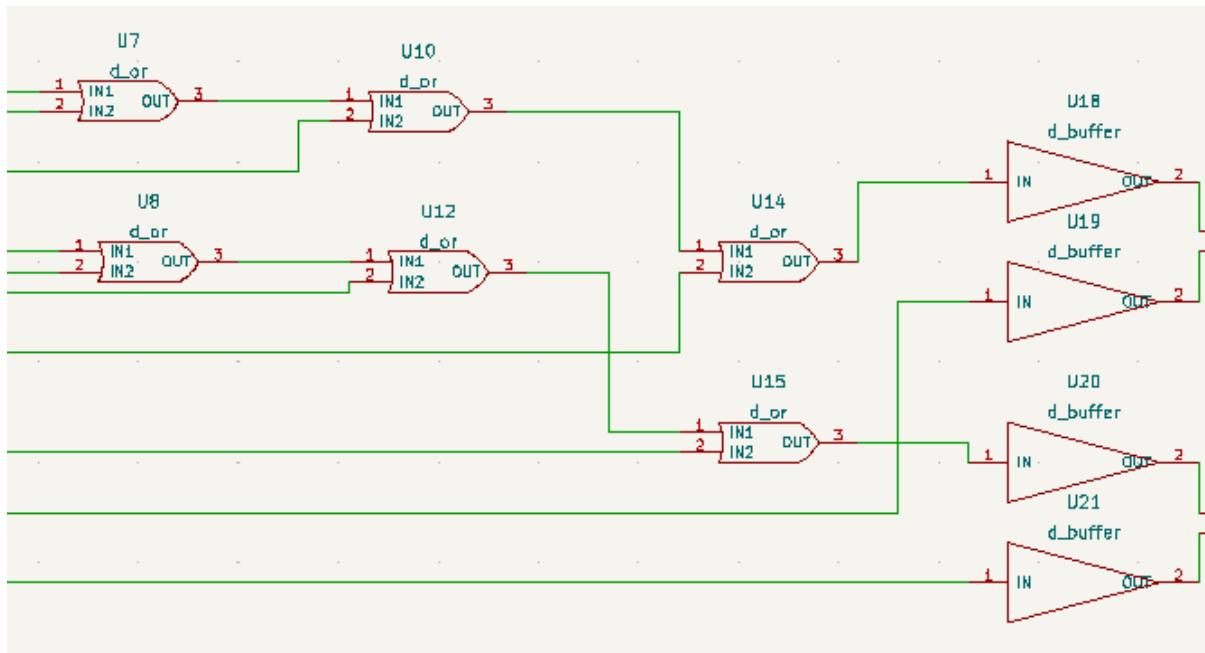 U7
d_or
1 IN1 OUT 3
2 IN2
U10
d_or
1 IN1 OUT 3
2 IN2
U8
d_or
1 IN1 OUT 3
2 IN2
U12
d_or
1 IN1 OUT 3
2 IN2
U14
d_or
1 IN1 OUT 3
2 IN2
U15
d_or
1 IN1 OUT 3
2 IN2
U18
d_buffer
1 IN OUT 2
U19
d_buffer
1 IN OUT 2
U20
d_buffer
1 IN OUT 2
U21
d_buffer
1 IN OUT 2